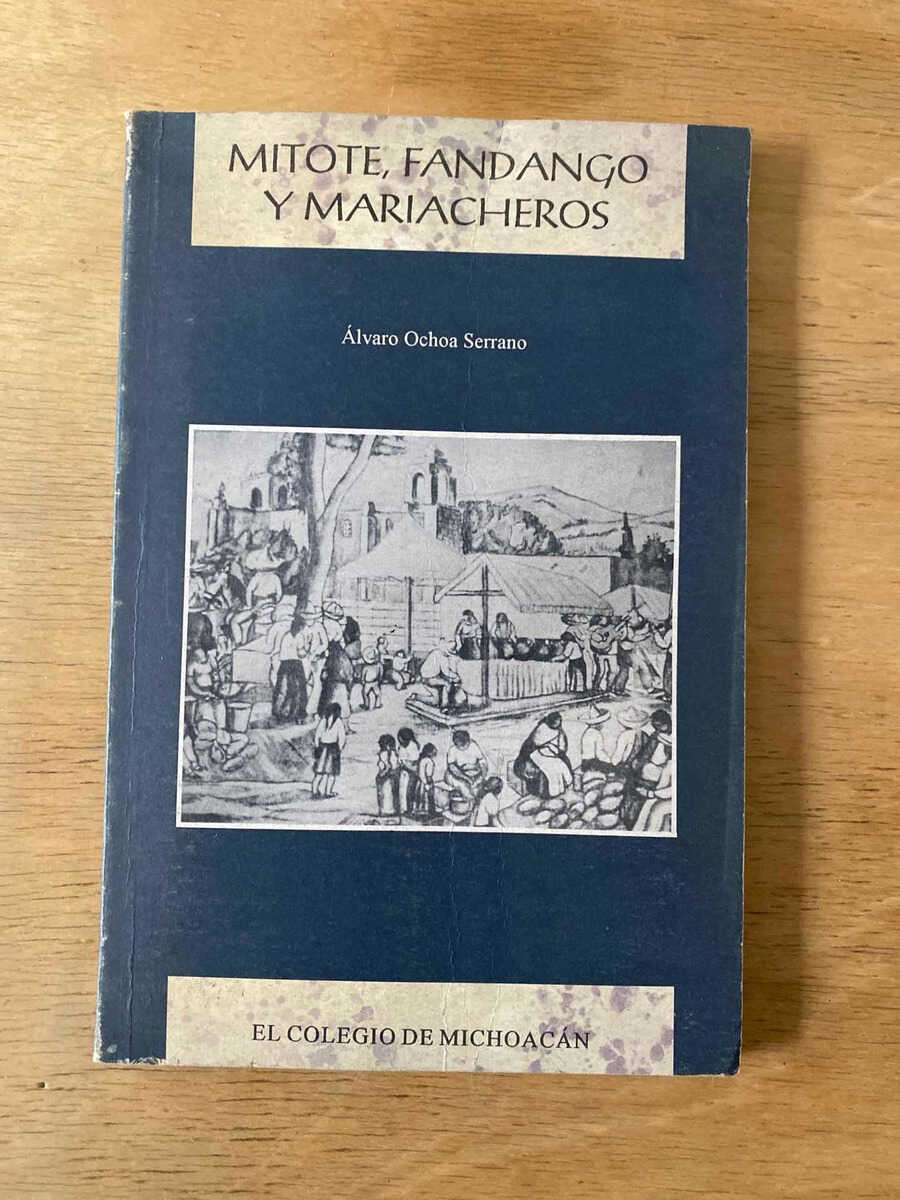 MITOTE, FANDANGO
Y MARIACHEROS
Álvaro Ochoa Serrano
EL COLEGIO DE MICHOACÁN